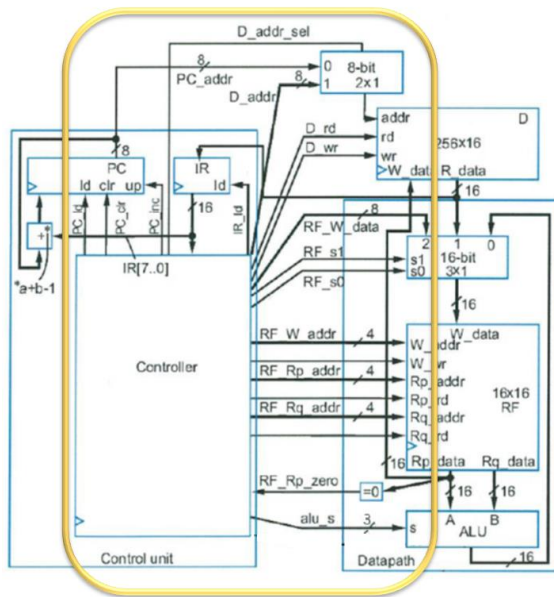 D_addr_sel
8
PC_addr
D_addr
8
0
1
8-bit
2x1
D
addr
rd
wr
256x16
W_data R_data
D_rd
D_wr
16
8
PC
ld clr up
IR
ld
16
PC_ld
PC_clr
PC_inc
IR_ld
+
*
*a+b-1
IR[7..0]
RF_W_data
8
RF_s1
RF_s0
2 1 0
s1
s0
16-bit
3x1
16
Controller
RF_W_addr
4
RF_Rp_addr
4
RF_Rq_addr
4
W_data
W_addr
W_wr
Rp_addr
Rp_rd
Rq_addr
Rq_rd
16x16
RF
Rp_data Rq_data
16
16
16
RF_Rp_zero
=0
alu_s
3
s
A B
ALU
16
Control unit
Datapath